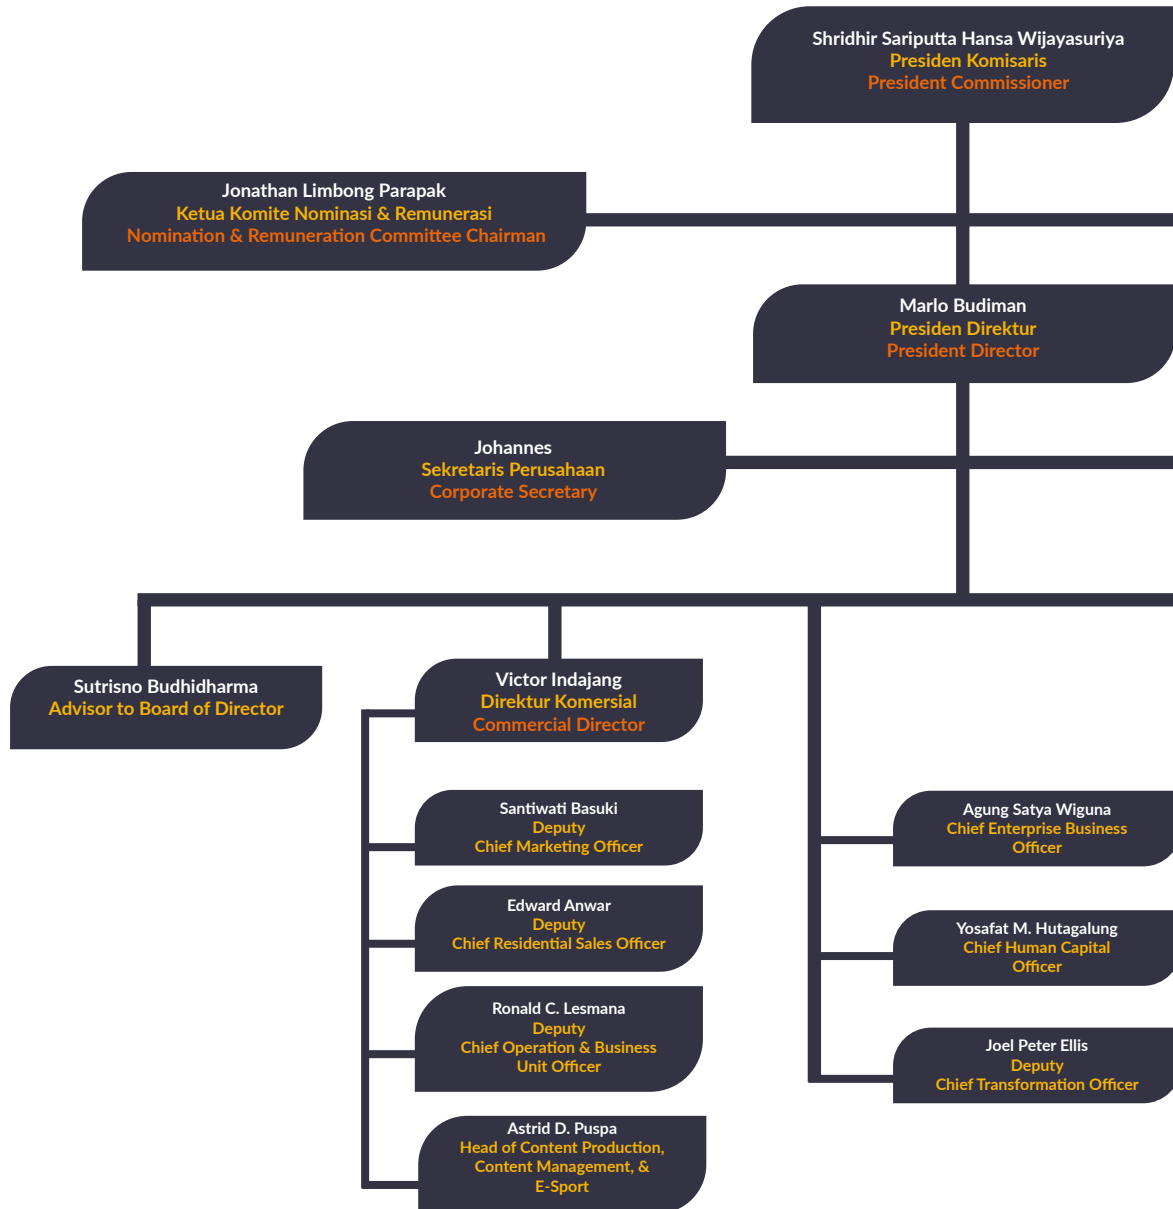 Shridhir Sariputta Hansa Wijayasuriya
Presiden Komisaris
President Commissioner
Jonathan Limbong Parapak
Ketua Komite Nominasi & Remunerasi
Nomination & Remuneration Committee Chairman
Marlo Budiman
Presiden Direktur
President Director
Johannes
Sekretaris Perusahaan
Corporate Secretary
Sutrisno Budhidharma
Advisor to Board of Director
Victor Indajang
Direktur Komersial
Commercial Director
Santiwati Basuki
Deputy
Chief Marketing Officer
Edward Anwar
Deputy
Chief Residential Sales Officer
Ronald C. Lesmana
Deputy
Chief Operation & Business
Unit Officer
Astrid D. Puspa
Head of Content Production,
Content Management, &
E-Sport
Agung Satya Wiguna
Chief Enterprise Business
Officer
Yosafat M. Hutagalung
Chief Human Capital
Officer
Joel Peter Ellis
Deputy
Chief Transformation Officer